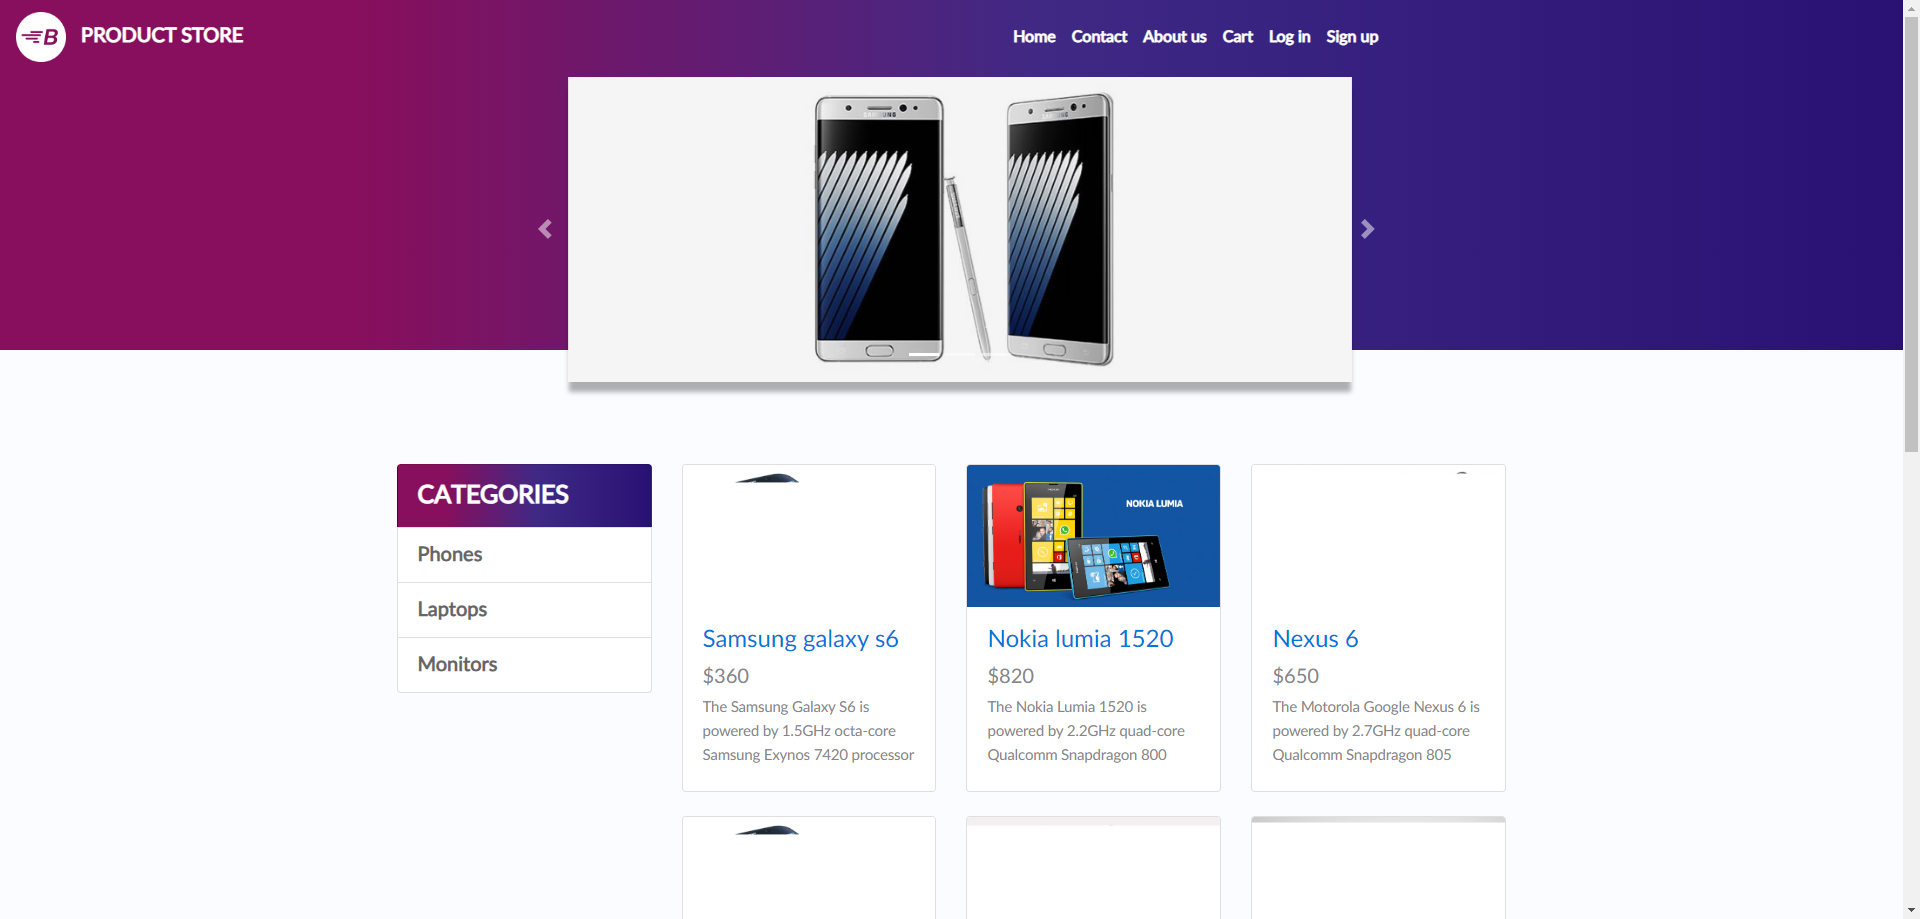 B PRODUCT STORE
Home Contact About us Cart Log in Sign up
SAMSUNG
CATEGORIES
Phones
Laptops
Monitors
NOKIA LUMIA
Samsung galaxy s6
$360
The Samsung Galaxy S6 is
powered by 1.5GHz octa-core
Samsung Exynos 7420 processor
Nokia lumia 1520
$820
The Nokia Lumia 1520 is
powered by 2.2GHz quad-core
Qualcomm Snapdragon 800
Nexus 6
$650
The Motorola Google Nexus 6 is
powered by 2.7GHz quad-core
Qualcomm Snapdragon 805